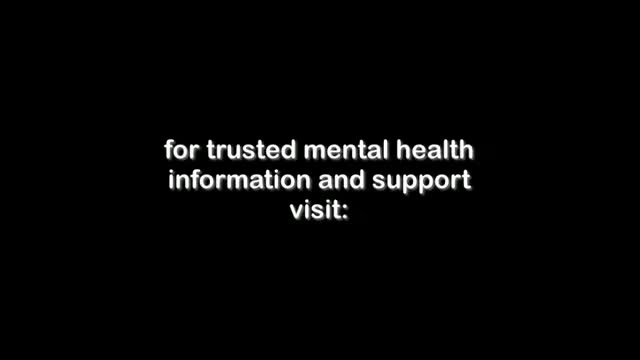 for trusted mental health
information and support
visit: